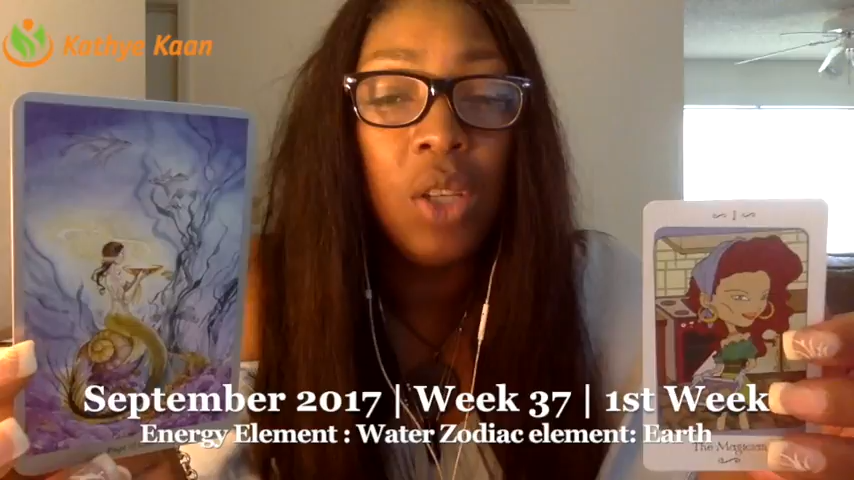 Kathye Kaan
I
September 2017 | Week 37 | 1st Week
Energy Element : Water Zodiac element: Earth
The Magician